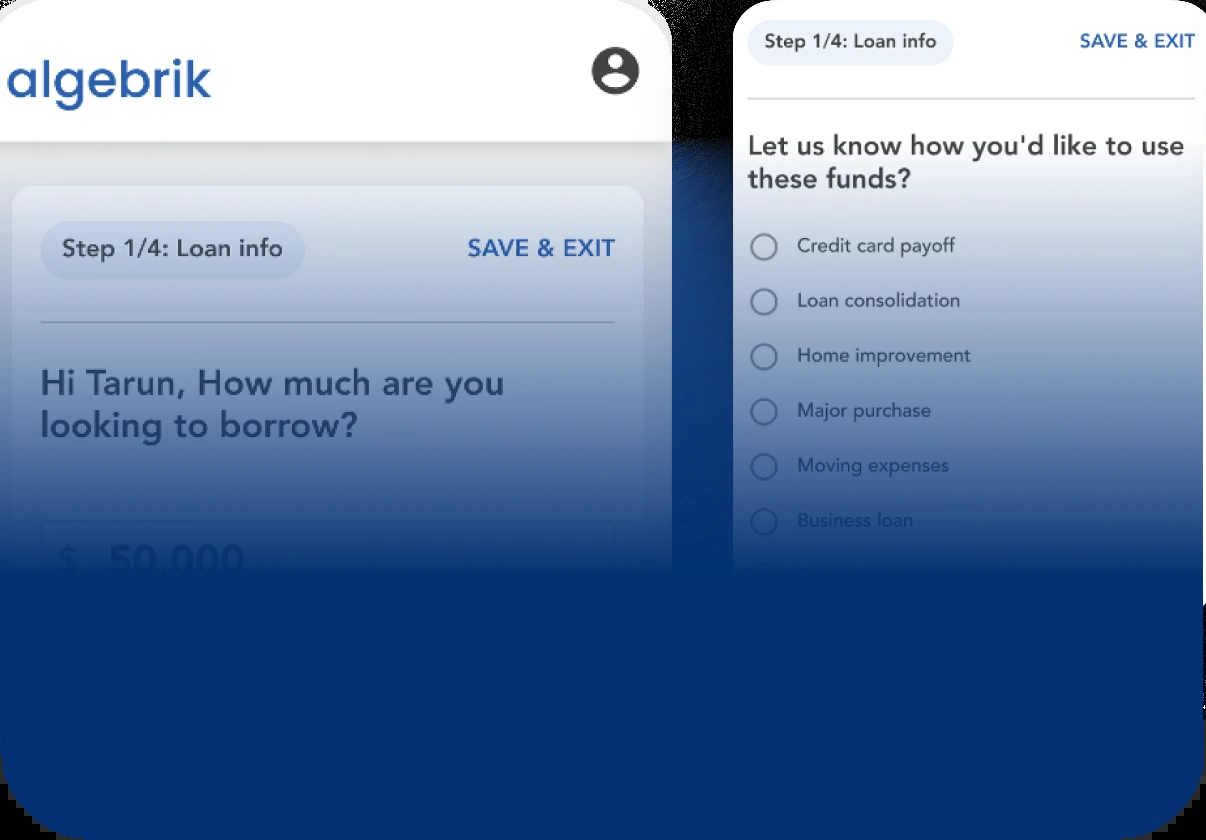 algebrik
Step 1/4: Loan info
SAVE & EXIT
Hi Tarun, How much are you
looking to borrow?
$ 50,000
Step 1/4: Loan info
SAVE & EXIT
Let us know how you'd like to use
these funds?
Credit card payoff
Loan consolidation
Home improvement
Major purchase
Moving expenses
Business loan